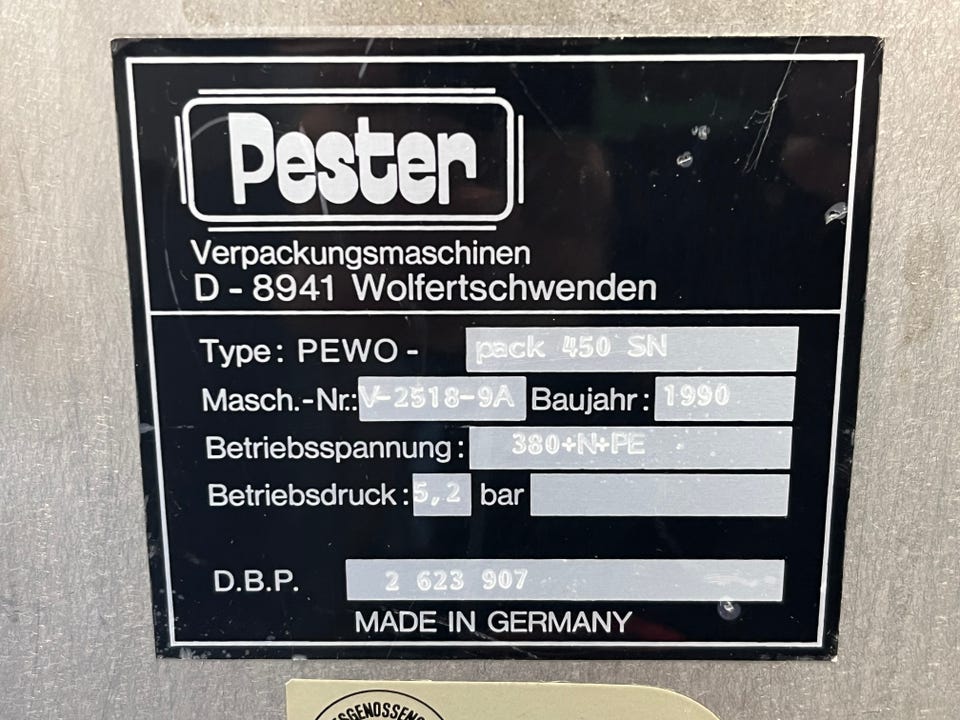 Pester
Verpackungsmaschinen
D - 8941 Wolfertschwenden
Type: PEWO - pack 450 SN
Masch.-Nr.: V-2518-9A Baujahr: 1990
Betriebsspannung: 380+N+PE
Betriebsdruck: 5,2 bar
D.B.P. 2 623 907
MADE IN GERMANY